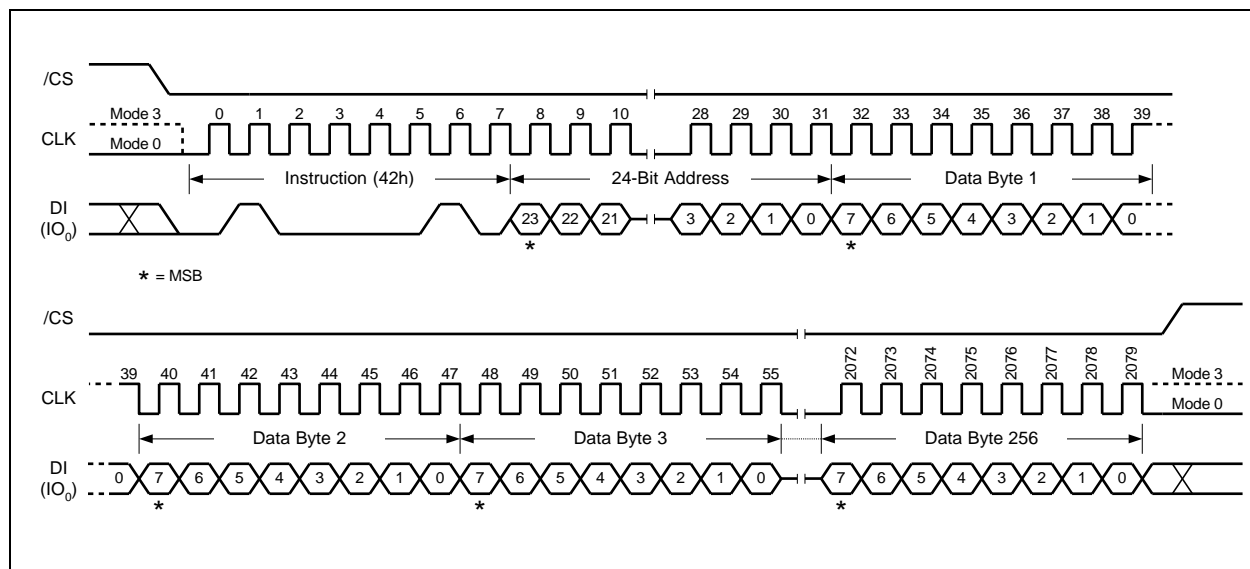 /CS
Mode 3 0 1 2 3 4 5 6 7 8 9 10 28 29 30 31 32 33 34 35 36 37 38 39
CLK
Mode 0
Instruction (42h) 24-Bit Address Data Byte 1
DI
(IO0)
23 22 21 3 2 1 0 7 6 5 4 3 2 1 0
* *
* = MSB
/CS
39 40 41 42 43 44 45 46 47 48 49 50 51 52 53 54 55 2072 2073 2074 2075 2076 2077 2078 2079 Mode 3
CLK
Mode 0
Data Byte 2 Data Byte 3 Data Byte 256
DI
(IO0)
0 7 6 5 4 3 2 1 0 7 6 5 4 3 2 1 0 7 6 5 4 3 2 1 0
* * *